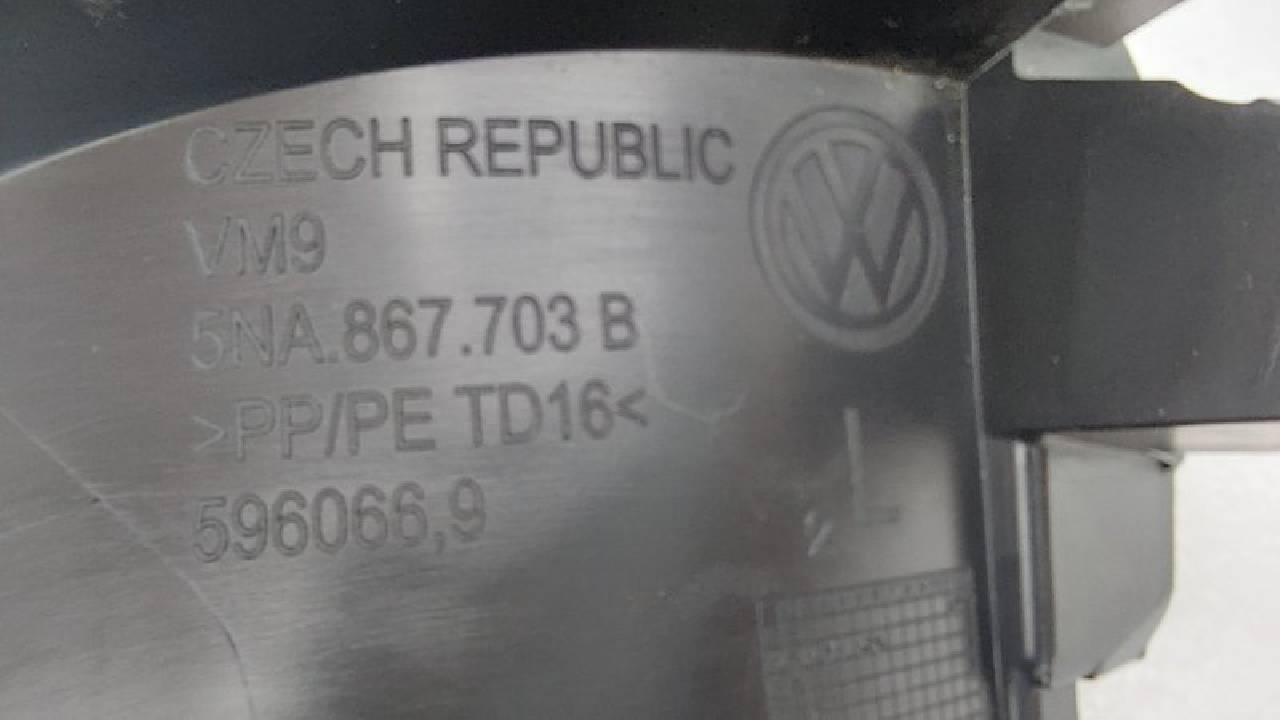 CZECH REPUBLIC
VM9
5NA.867.703 B
>PP/PE TD16<
596066,9
L